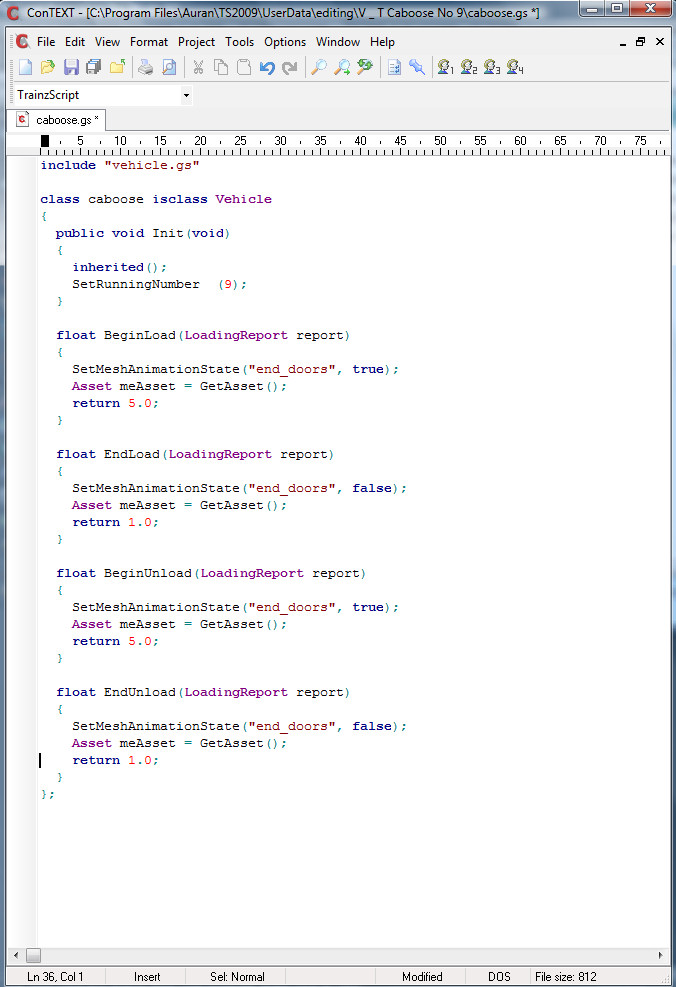 ConTEXT - [C:\Program Files\Auran\TS2009\UserData\editing\V _ T Caboose No 9\caboose.gs *]
File Edit View Format Project Tools Options Window Help
1 2 3 4
TrainzScript
caboose.gs *
5 10 15 20 25 30 35 40 45 50 55 60 65 70 75
include "vehicle.gs"
class caboose isclass Vehicle
{
public void Init(void)
{
inherited();
SetRunningNumber (9);
}
float BeginLoad(LoadingReport report)
{
SetMeshAnimationState("end_doors", true);
Asset meAsset = GetAsset();
return 5.0;
}
float EndLoad(LoadingReport report)
{
SetMeshAnimationState("end_doors", false);
Asset meAsset = GetAsset();
return 1.0;
}
float BeginUnload(LoadingReport report)
{
SetMeshAnimationState("end_doors", true);
Asset meAsset = GetAsset();
return 5.0;
}
float EndUnload(LoadingReport report)
{
SetMeshAnimationState("end_doors", false);
Asset meAsset = GetAsset();
return 1.0;
}
};
Ln 36, Col 1 Insert Sel: Normal Modified DOS File size: 812